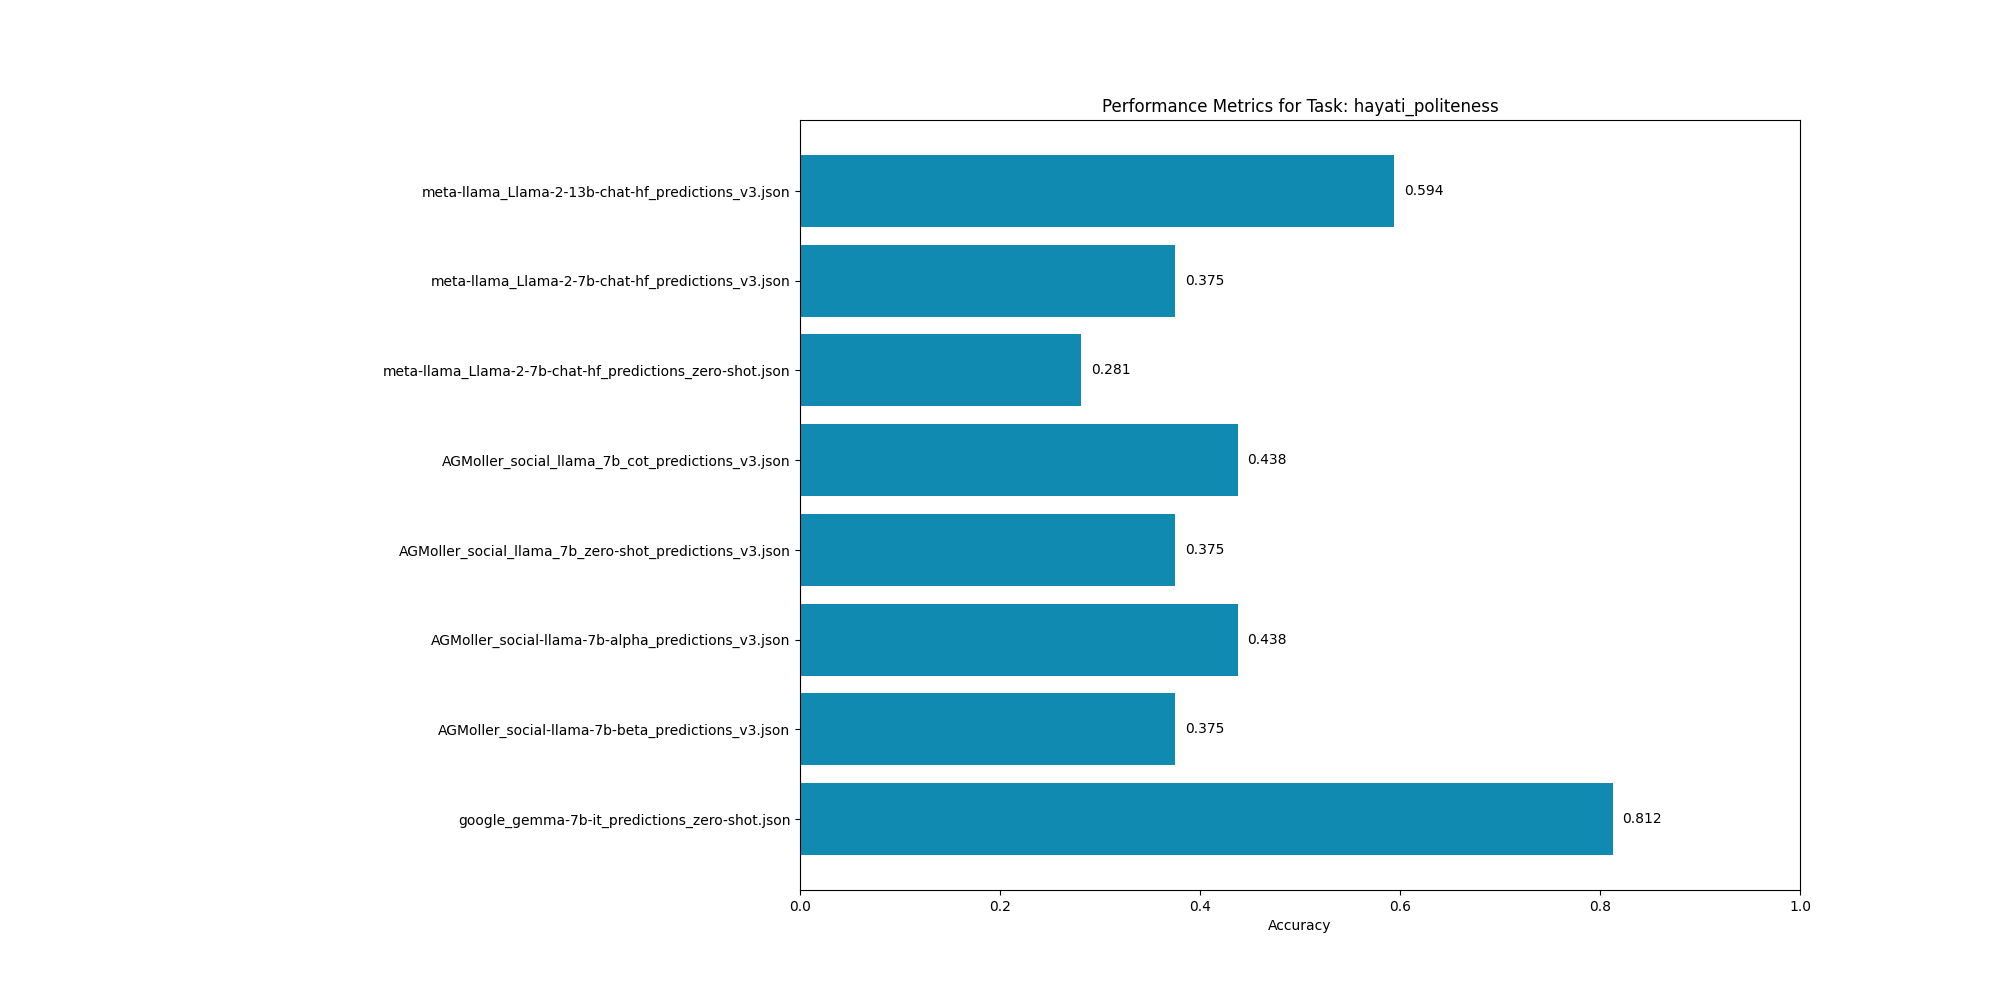 Performance Metrics for Task: hayati_politeness
meta-llama_Llama-2-13b-chat-hf_predictions_v3.json
0.594
meta-llama_Llama-2-7b-chat-hf_predictions_v3.json
0.375
meta-llama_Llama-2-7b-chat-hf_predictions_zero-shot.json
0.281
AGMoller_social_llama_7b_cot_predictions_v3.json
0.438
AGMoller_social_llama_7b_zero-shot_predictions_v3.json
0.375
AGMoller_social-llama-7b-alpha_predictions_v3.json
0.438
AGMoller_social-llama-7b-beta_predictions_v3.json
0.375
google_gemma-7b-it_predictions_zero-shot.json
0.812
0.0 0.2 0.4 0.6 0.8 1.0
Accuracy